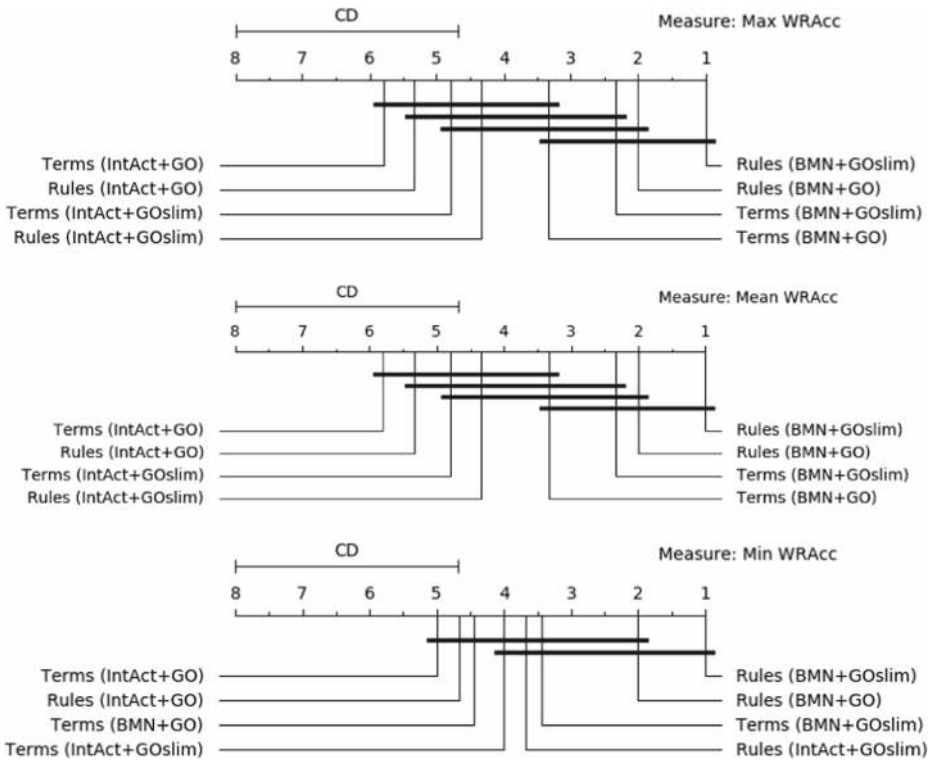 CD Measure: Max WRAcc
8 7 6 5 4 3 2 1
Terms (IntAct+GO) Rules (BMN+GOslim)
Rules (IntAct+GO) Rules (BMN+GO)
Terms (IntAct+GOslim) Terms (BMN+GOslim)
Rules (IntAct+GOslim) Terms (BMN+GO)
CD Measure: Mean WRAcc
8 7 6 5 4 3 2 1
Terms (IntAct+GO) Rules (BMN+GOslim)
Rules (IntAct+GO) Rules (BMN+GO)
Terms (IntAct+GOslim) Terms (BMN+GOslim)
Rules (IntAct+GOslim) Terms (BMN+GO)
CD Measure: Min WRAcc
8 7 6 5 4 3 2 1
Terms (IntAct+GO) Rules (BMN+GOslim)
Rules (IntAct+GO) Rules (BMN+GO)
Terms (BMN+GO) Terms (BMN+GOslim)
Terms (IntAct+GOslim) Rules (IntAct+GOslim)